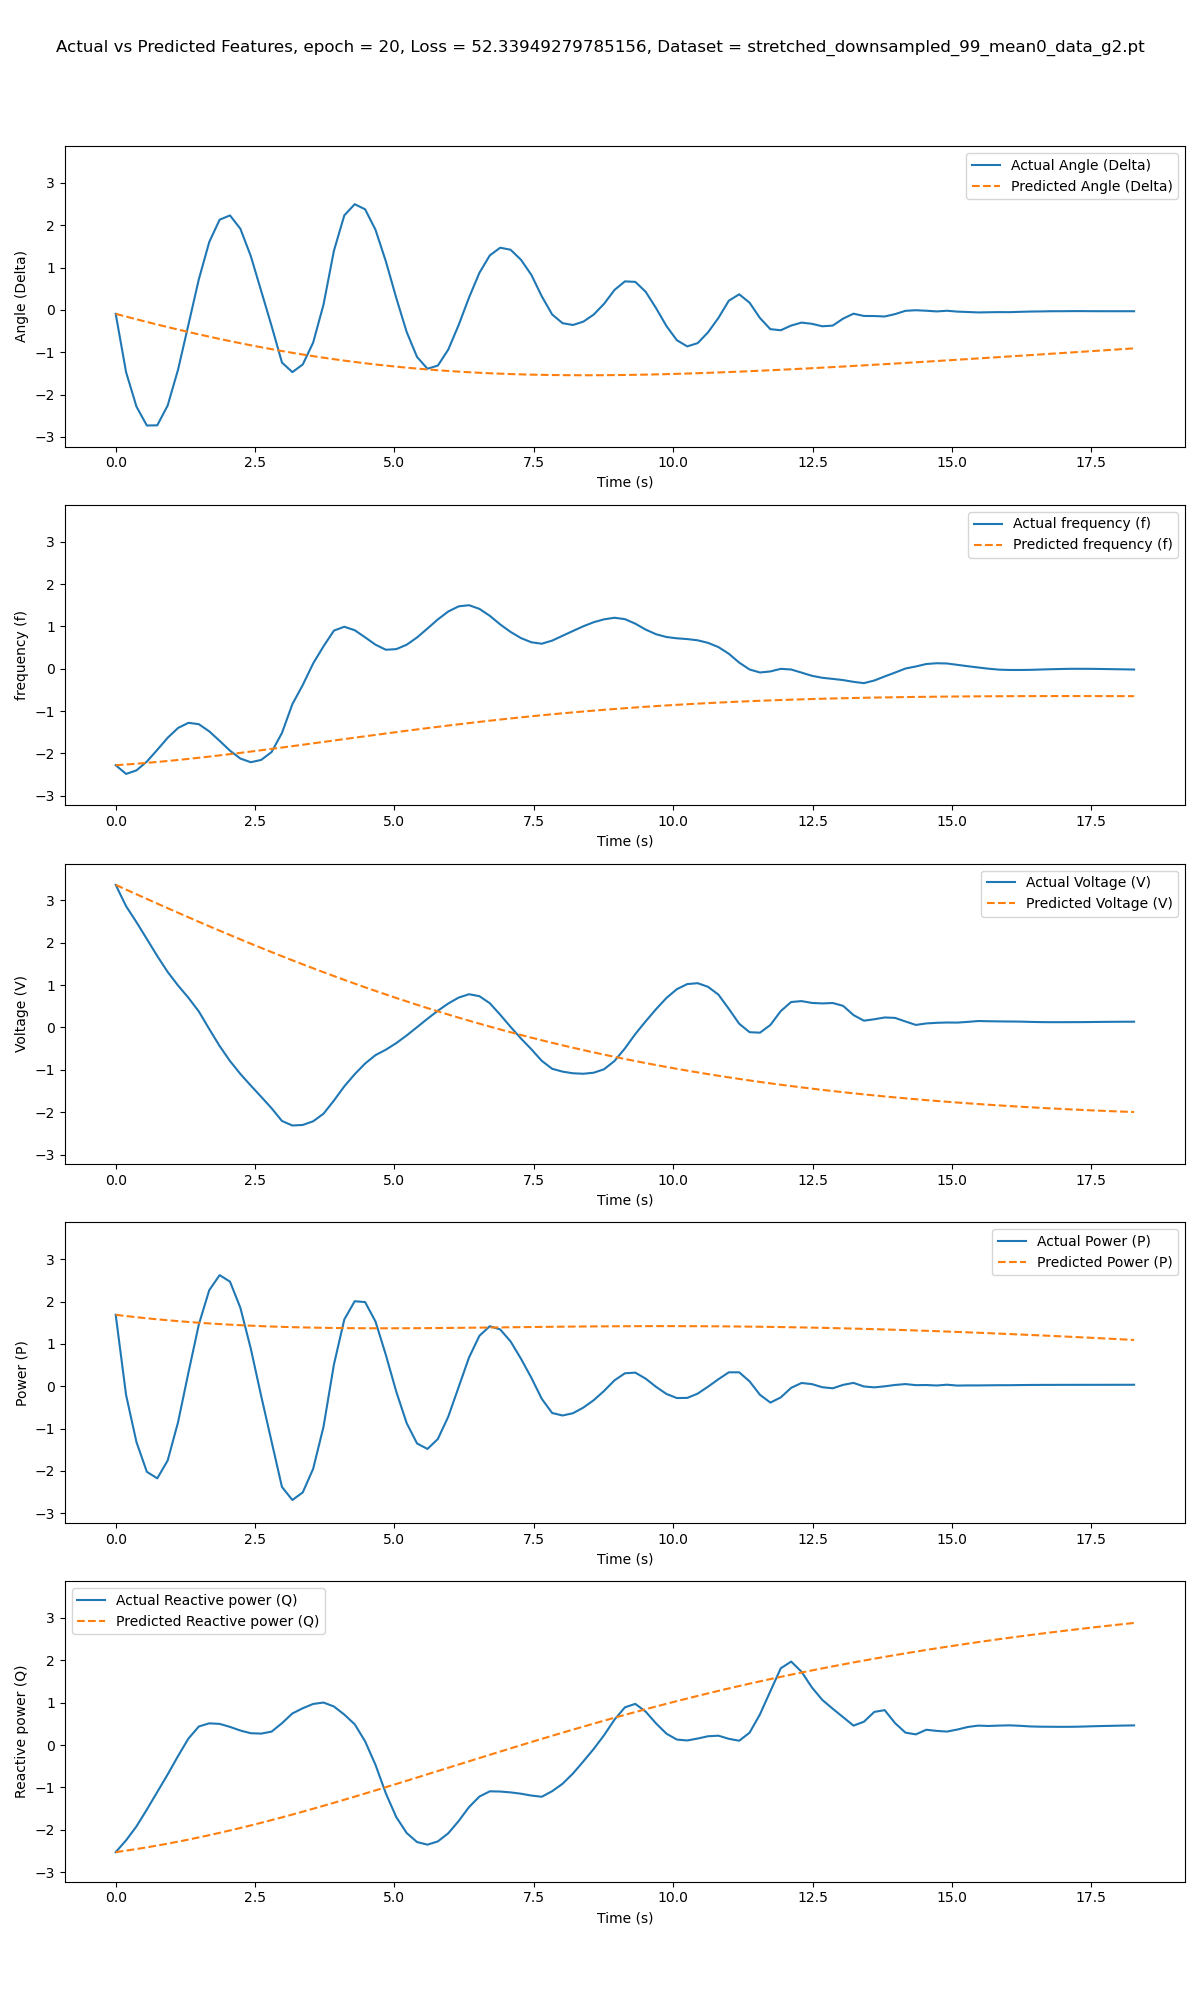 Actual vs Predicted Features, epoch = 20, Loss = 52.33949279785156, Dataset = stretched_downsampled_99_mean0_data_g2.pt
Actual Angle (Delta)
Predicted Angle (Delta)
Angle (Delta)
3
2
1
0
−1
−2
−3
0.0 2.5 5.0 7.5 10.0 12.5 15.0 17.5
Time (s)
Actual frequency (f)
Predicted frequency (f)
frequency (f)
3
2
1
0
−1
−2
−3
0.0 2.5 5.0 7.5 10.0 12.5 15.0 17.5
Time (s)
Actual Voltage (V)
Predicted Voltage (V)
Voltage (V)
3
2
1
0
−1
−2
−3
0.0 2.5 5.0 7.5 10.0 12.5 15.0 17.5
Time (s)
Actual Power (P)
Predicted Power (P)
Power (P)
3
2
1
0
−1
−2
−3
0.0 2.5 5.0 7.5 10.0 12.5 15.0 17.5
Time (s)
Actual Reactive power (Q)
Predicted Reactive power (Q)
Reactive power (Q)
3
2
1
0
−1
−2
−3
0.0 2.5 5.0 7.5 10.0 12.5 15.0 17.5
Time (s)